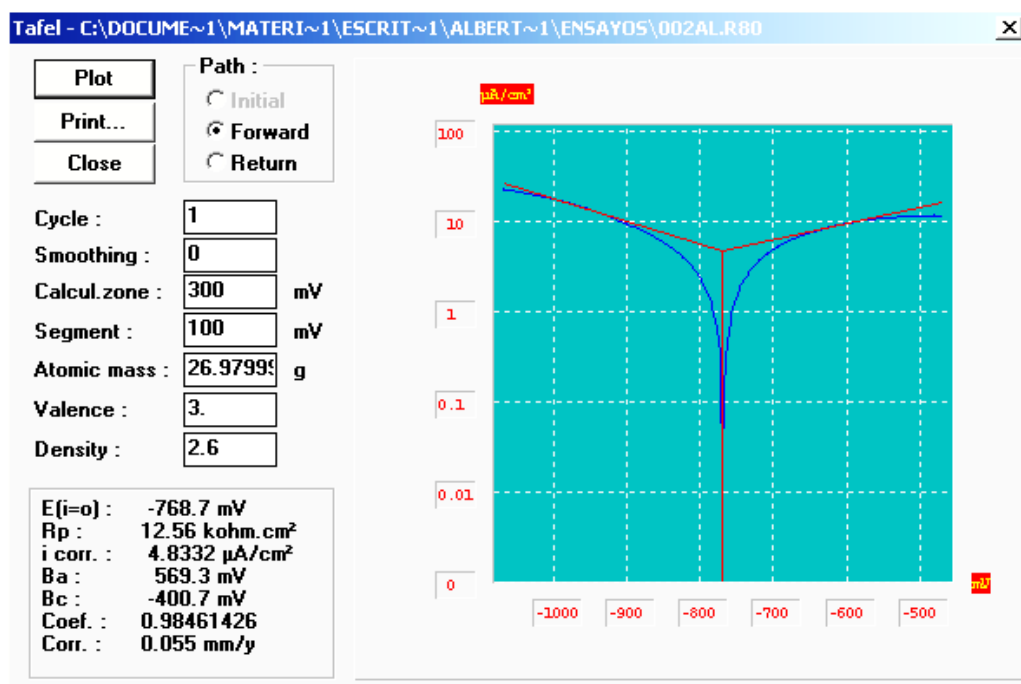 Tafel - C:\DOCUME~1\MATERI~1\ESCRIT~1\ALBERT~1\ENSAYOS\002AL.R80
Plot
Print...
Close
Path :
Initial
Forward
Return
Cycle : 1
Smoothing : 0
Calcul.zone : 300 mV
Segment : 100 mV
Atomic mass : 26.97999 g
Valence : 3.
Density : 2.6
E(i=o) : -768.7 mV
Rp : 12.56 kohm.cm²
i corr. : 4.8332 µA/cm²
Ba : 569.3 mV
Bc : -400.7 mV
Coef. : 0.98461426
Corr. : 0.055 mm/y
µA/cm²
100
10
1
0.1
0.01
0
mV
-1000 -900 -800 -700 -600 -500